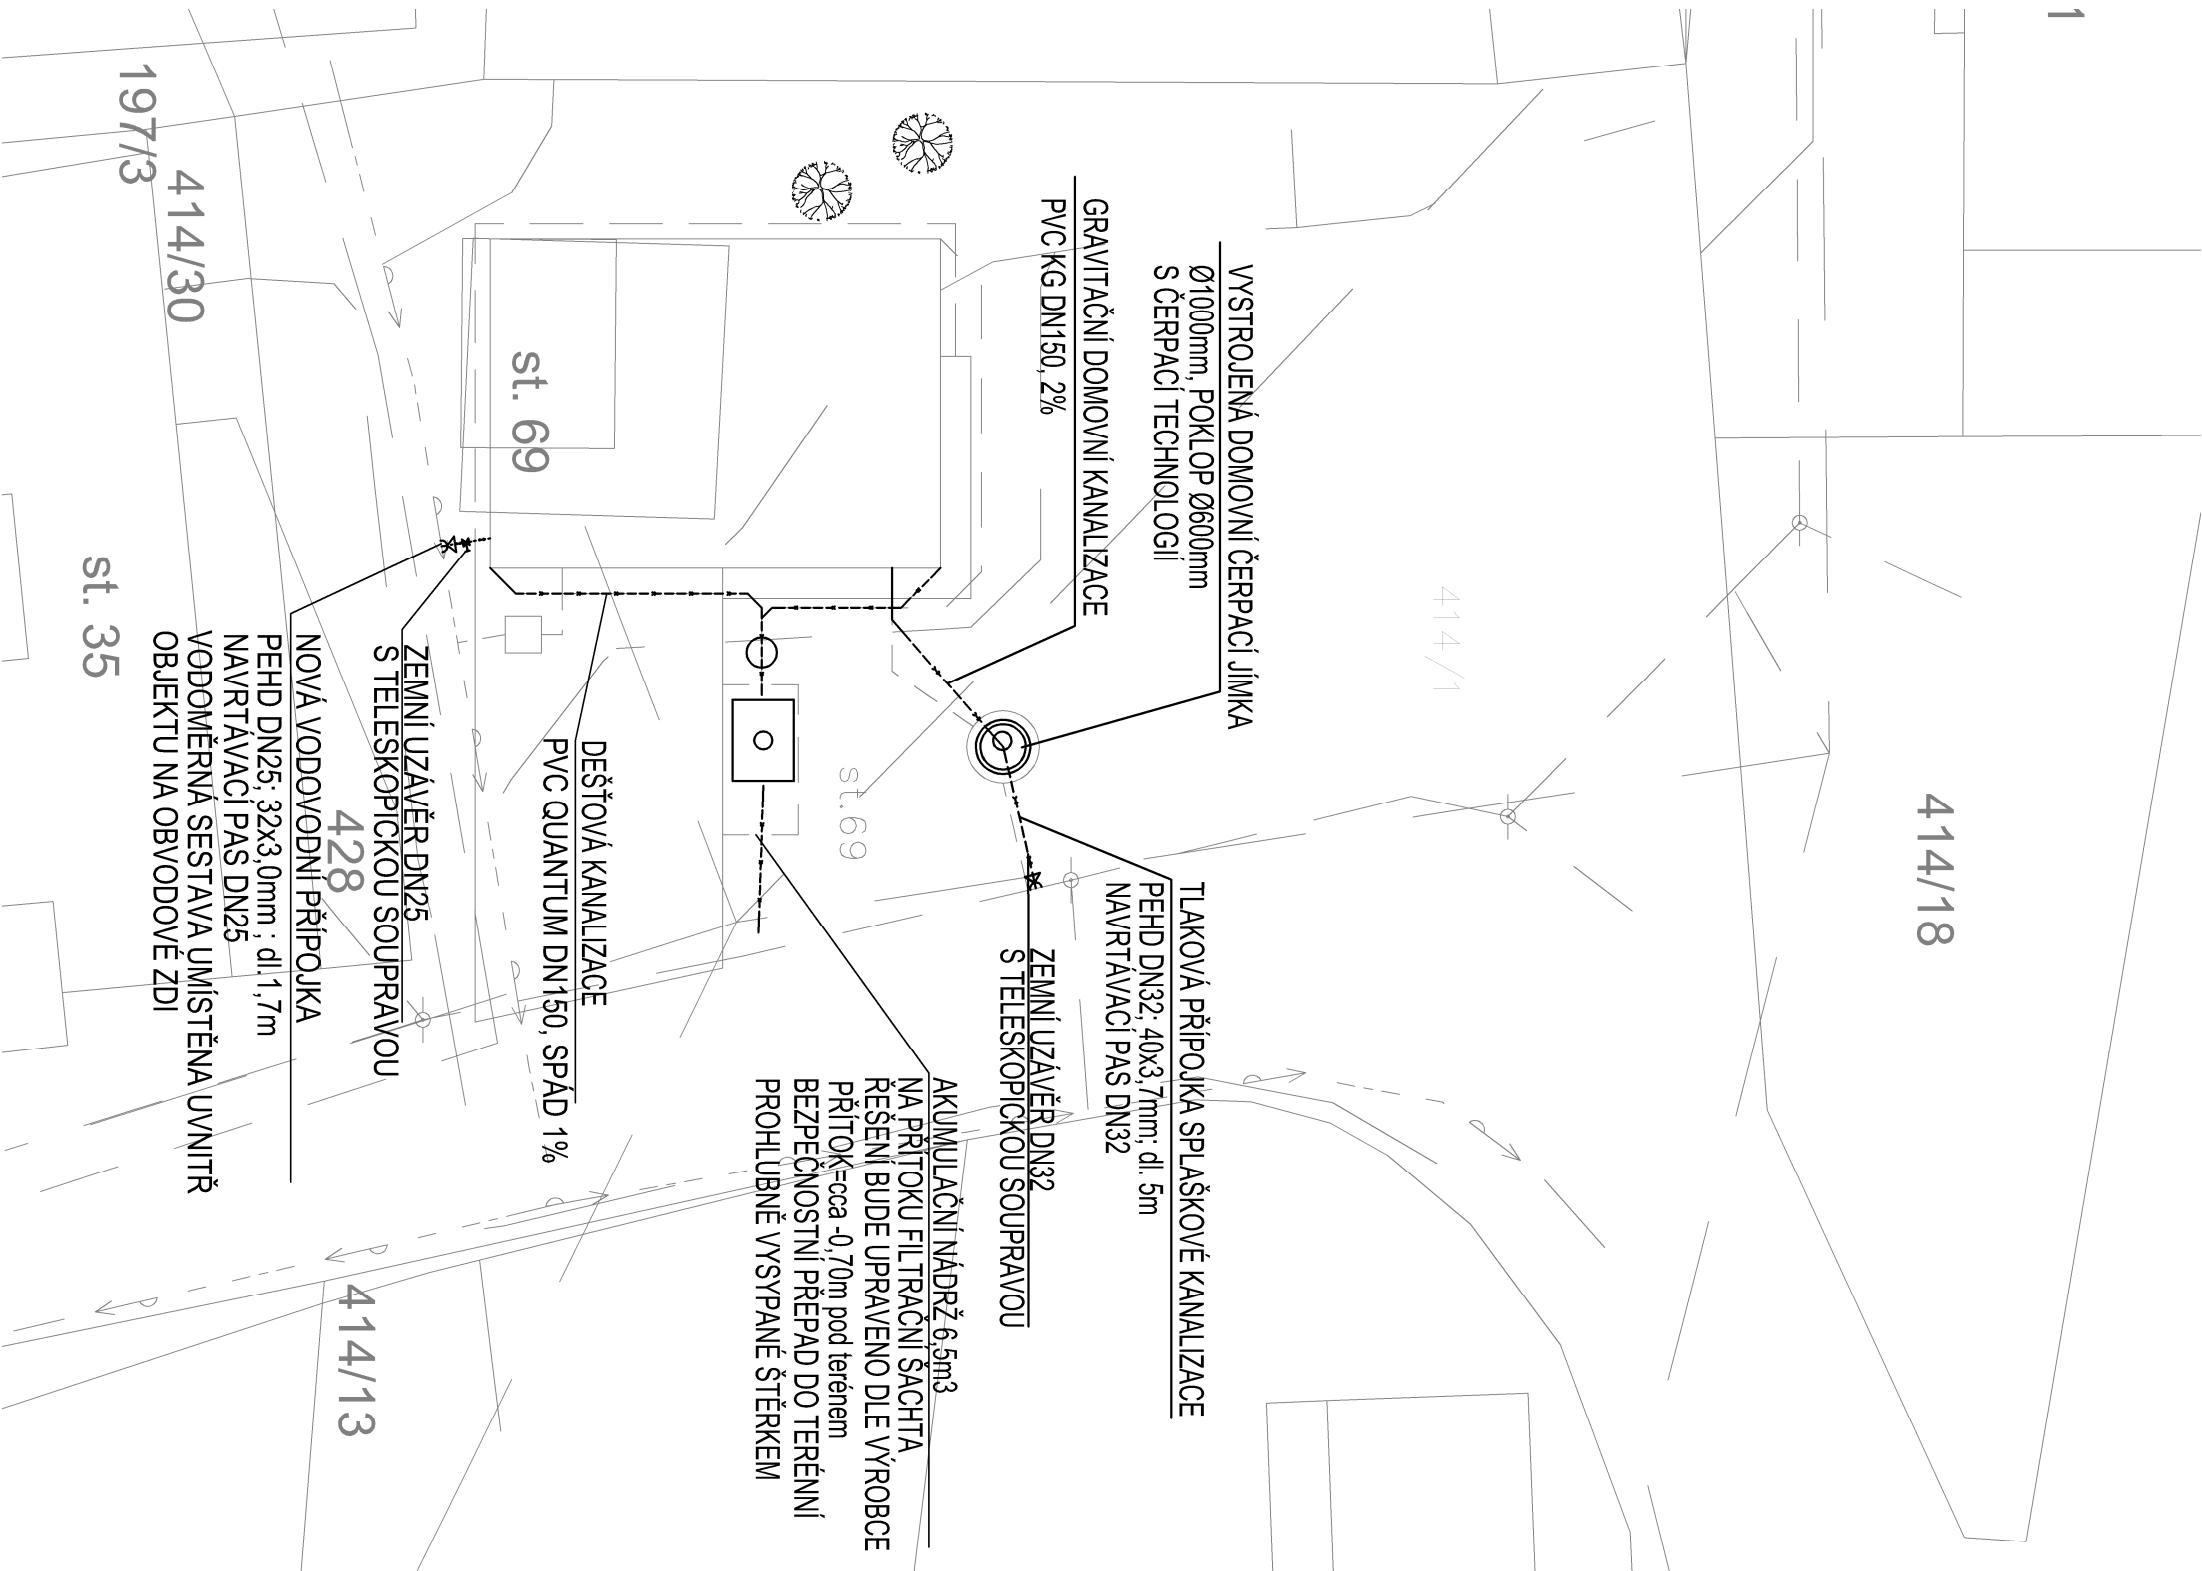 VYSTROJENÁ DOMOVNÍ ČERPACÍ JÍMKA
Ø1000mm, POKLOP Ø600mm
S ČERPACÍ TECHNOLOGIÍ
GRAVITAČNÍ DOMOVNÍ KANALIZACE
PVC KG DN150, 2%
TLAKOVÁ PŘÍPOJKA SPLAŠKOVÉ KANALIZACE
PEHD DN32; 40x3,7mm; dl. 5m
NAVRTÁVACÍ PAS DN32
ZEMNÍ UZÁVĚR DN32
S TELESKOPICKOU SOUPRAVOU
AKUMULAČNÍ NÁDRŽ 6,5m3
NA PŘÍTOKU FILTRAČNÍ ŠACHTA
ŘEŠENÍ BUDE UPRAVENO DLE VÝROBCE
PŘÍTOK=cca -0,70m pod terénem
BEZPEČNOSTNÍ PŘEPAD DO TERÉNNÍ
PROHLUBNĚ VYSYPANÉ ŠTĚRKEM
DEŠŤOVÁ KANALIZACE
PVC QUANTUM DN150, SPÁD 1%
ZEMNÍ UZÁVĚR DN25
S TELESKOPICKOU SOUPRAVOU
NOVÁ VODOVODNÍ PŘÍPOJKA
PEHD DN25; 32x3,0mm ; dl.1,7m
NAVRTÁVACÍ PAS DN25
VODOMĚRNÁ SESTAVA UMÍSTĚNA UVNITŘ
OBJEKTU NA OBVODOVÉ ZDI
1
414/18
414/1
st. 69
st. 69
197/3
414/30
st. 35
428
414/13